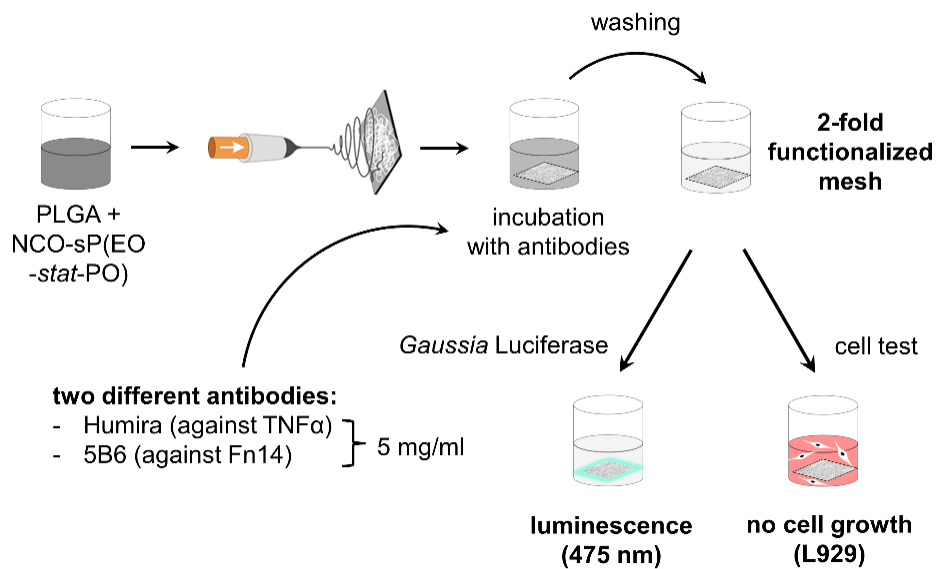 washing
2-fold
functionalized
mesh
PLGA +
NCO-sP(EO
-stat-PO)
incubation
with antibodies
Gaussia Luciferase
cell test
two different antibodies:
- Humira (against TNFα)
- 5B6 (against Fn14)
5 mg/ml
luminescence
(475 nm)
no cell growth
(L929)